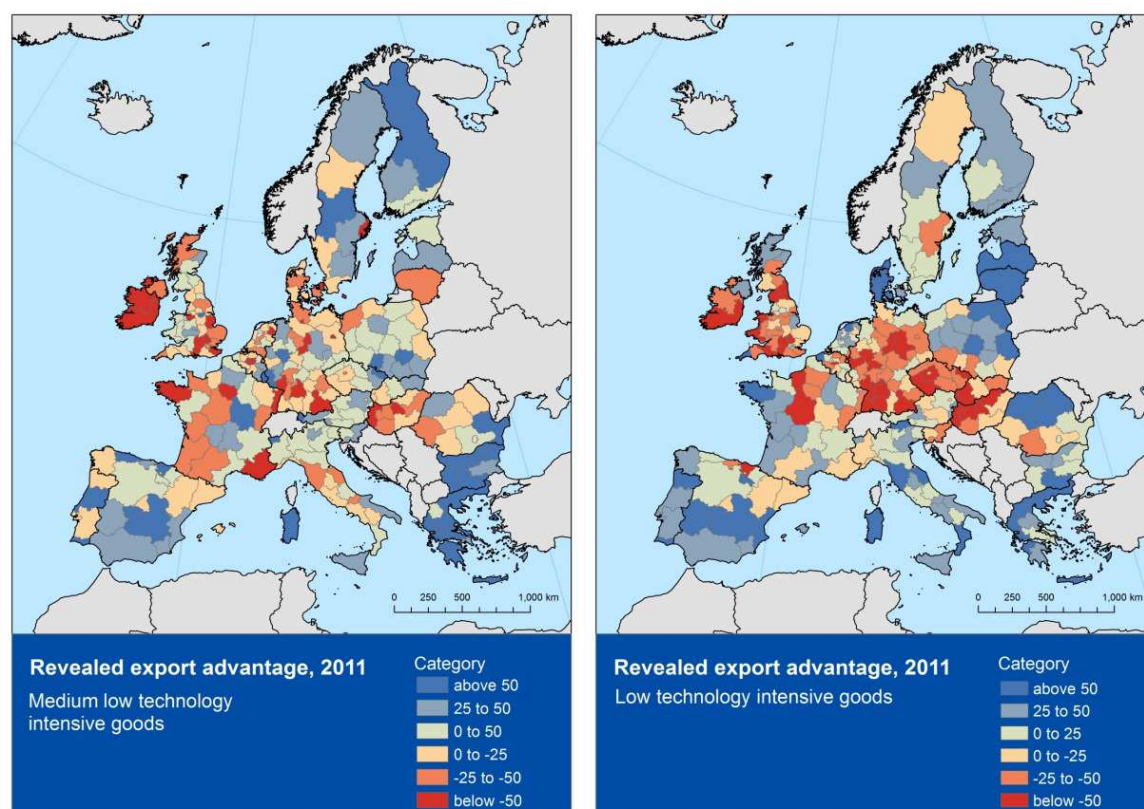 0 250 500 1,000 km
Revealed export advantage, 2011
Medium low technology
intensive goods
Category
above 50
25 to 50
0 to 50
0 to -25
-25 to -50
below -50
0 250 500 1,000 km
Revealed export advantage, 2011
Low technology intensive goods
Category
above 50
25 to 50
0 to 25
0 to -25
-25 to -50
below -50